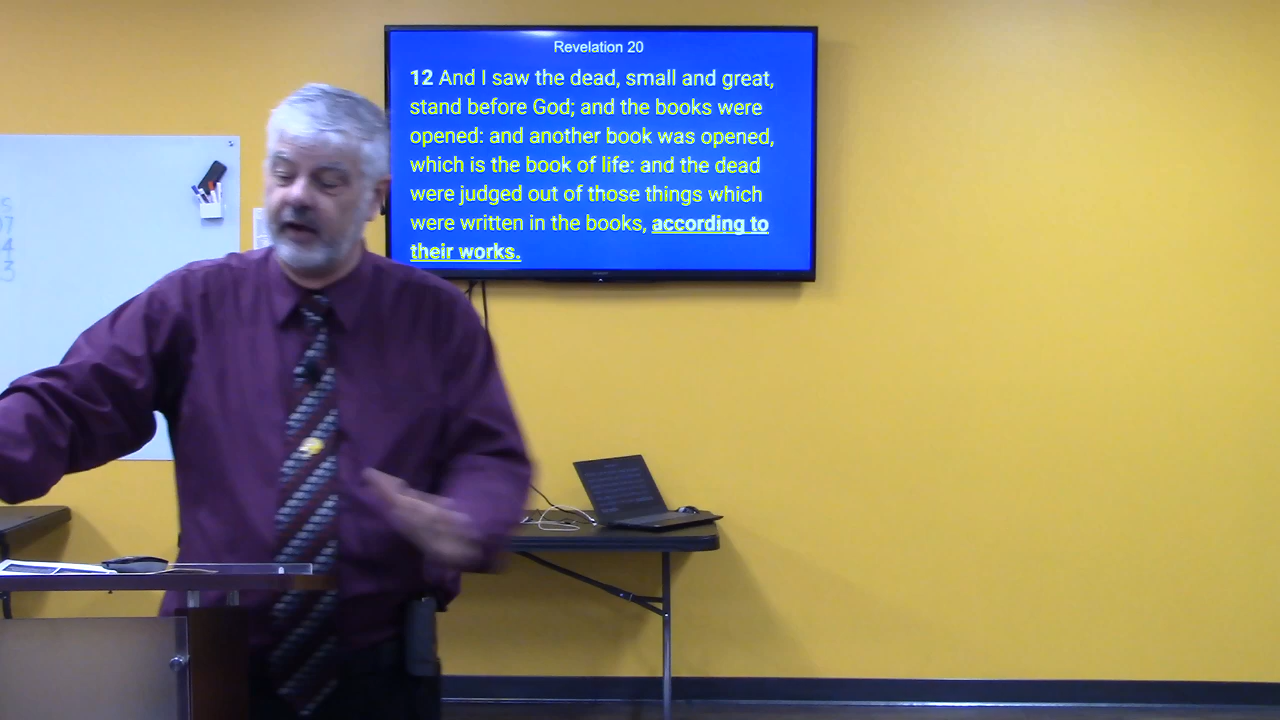 Revelation 20
12 And I saw the dead, small and great,
stand before God; and the books were
opened: and another book was opened,
which is the book of life: and the dead
were judged out of those things which
were written in the books, according to
their works.